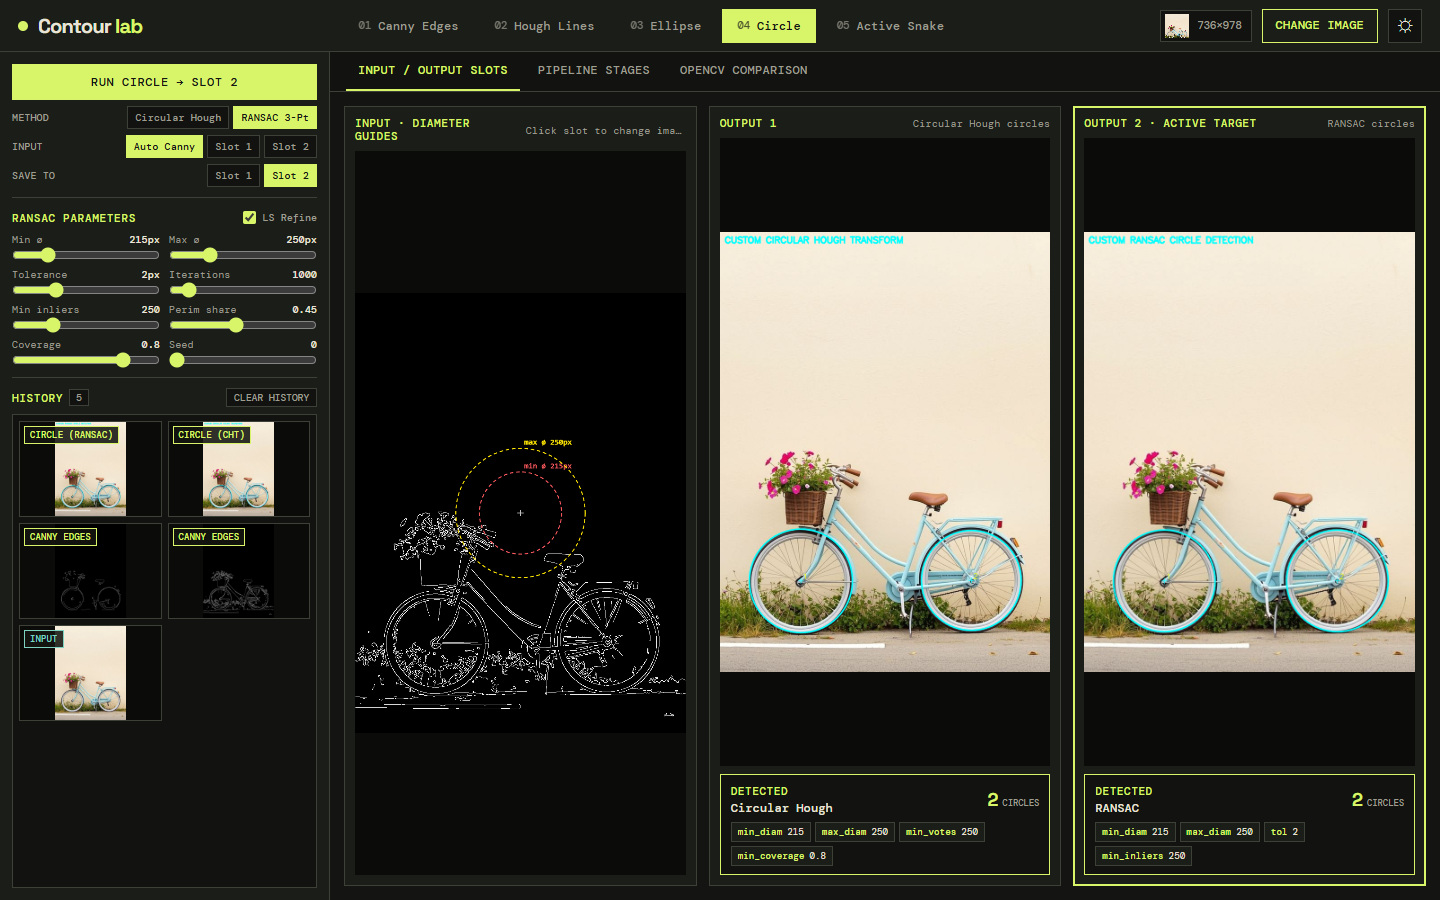 Contour lab
01 Canny Edges
02 Hough Lines
03 Ellipse
04 Circle
05 Active Snake
736×978
CHANGE IMAGE
RUN CIRCLE → SLOT 2
METHOD
Circular Hough
RANSAC 3-Pt
INPUT
Auto Canny
Slot 1
Slot 2
SAVE TO
Slot 1
Slot 2
RANSAC PARAMETERS
LS Refine
Min ø 215px
Max ø 250px
Tolerance 2px
Iterations 1000
Min inliers 250
Perim share 0.45
Coverage 0.8
Seed 0
HISTORY 5
CLEAR HISTORY
CIRCLE (RANSAC)
CIRCLE (CHT)
CANNY EDGES
CANNY EDGES
INPUT
INPUT / OUTPUT SLOTS
PIPELINE STAGES
OPENCV COMPARISON
INPUT · DIAMETER
GUIDES
Click slot to change ima…
max ø 250px
min ø 215px
OUTPUT 1
Circular Hough circles
CUSTOM CIRCULAR HOUGH TRANSFORM
DETECTED
Circular Hough
2 CIRCLES
min_diam 215
max_diam 250
min_votes 250
min_coverage 0.8
OUTPUT 2 · ACTIVE TARGET
RANSAC circles
CUSTOM RANSAC CIRCLE DETECTION
DETECTED
RANSAC
2 CIRCLES
min_diam 215
max_diam 250
tol 2
min_inliers 250